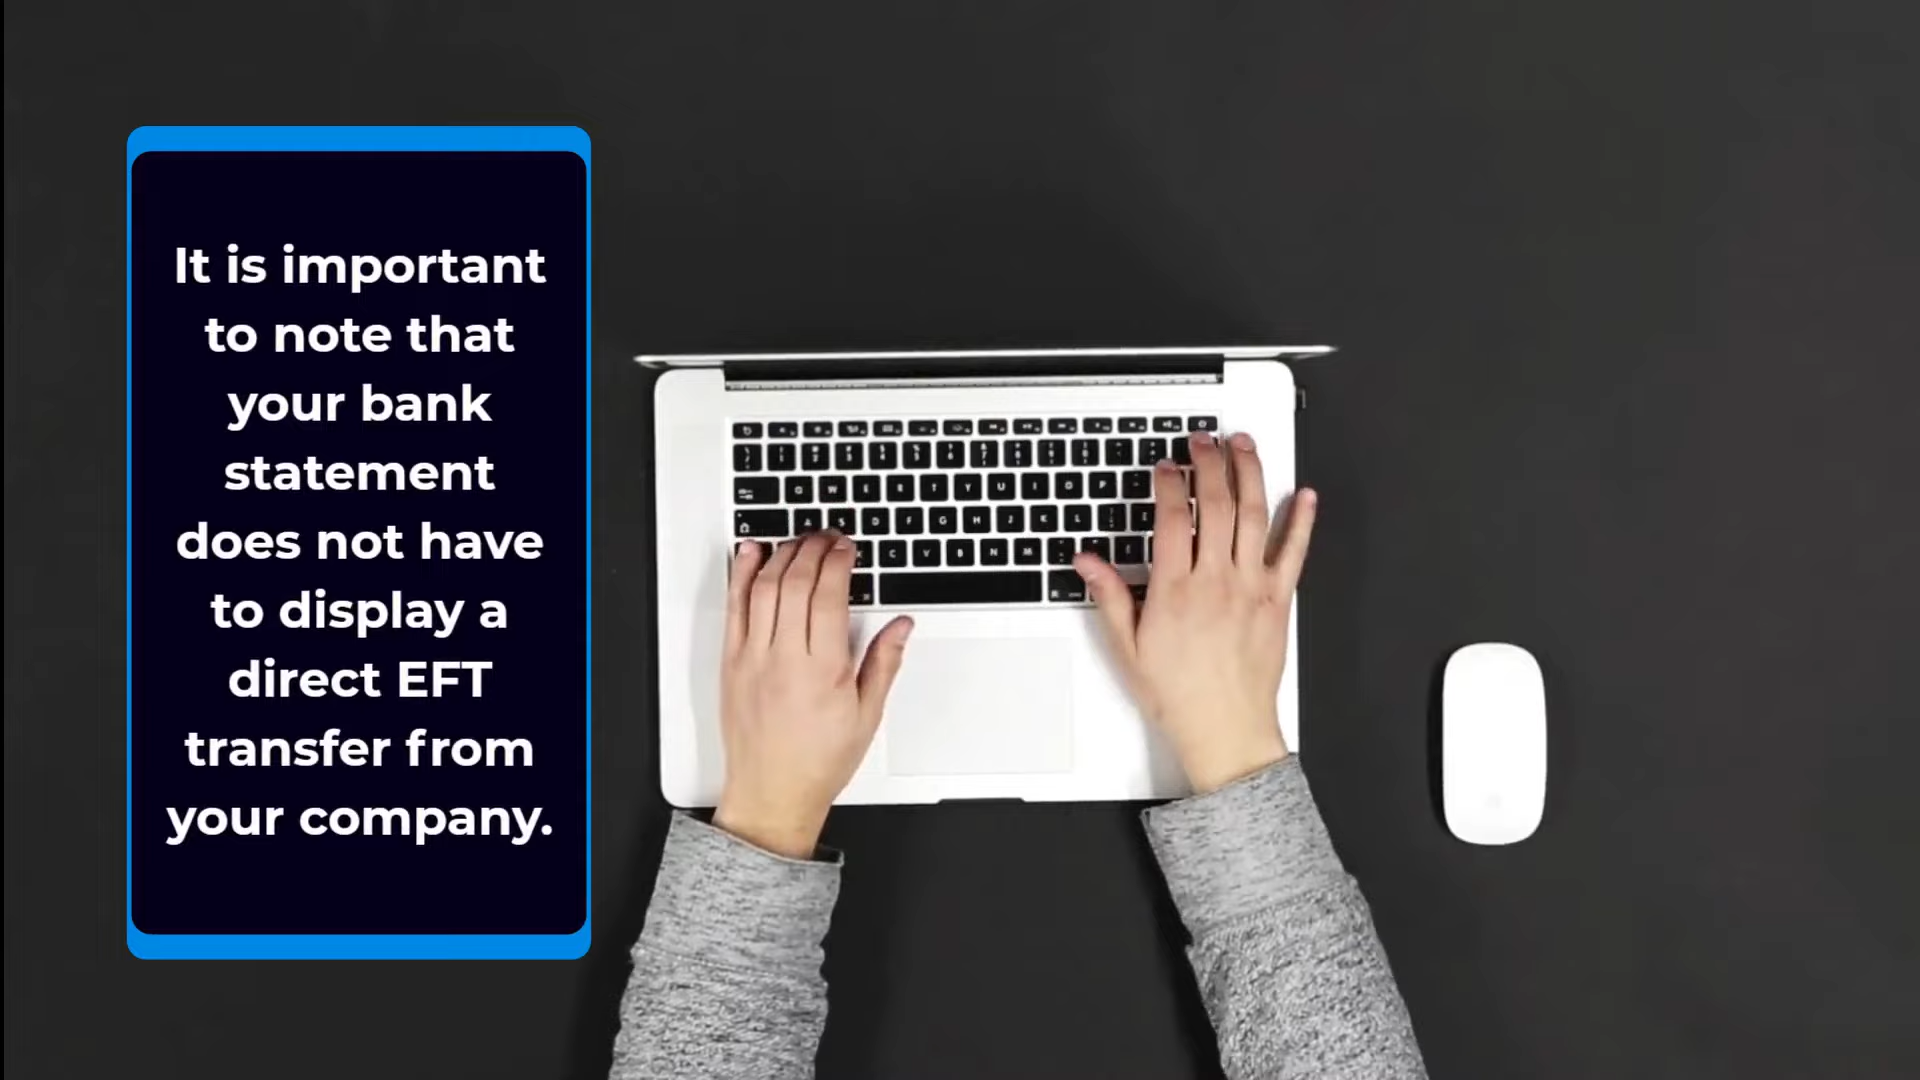 It is important
to note that
your bank
statement
does not have
to display a
direct EFT
transfer from
your company.
Q W E R T Y U I O P
A S D F G H J K L
X C V B N M